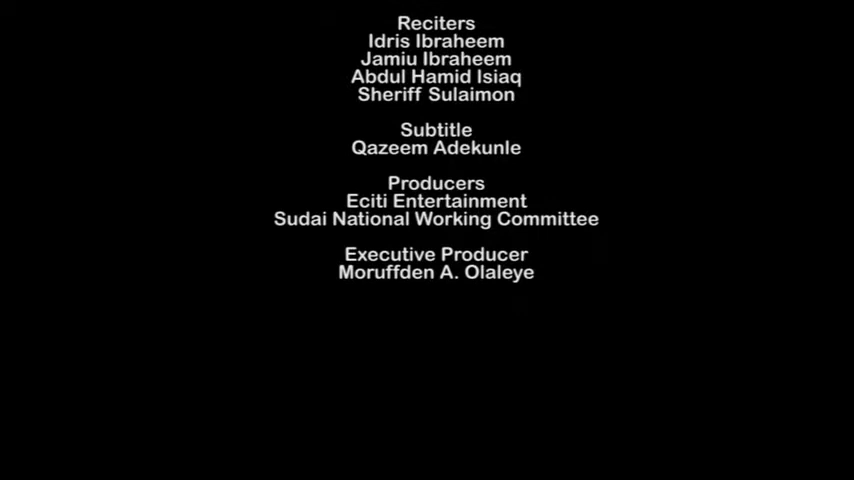 Reciters
Idris Ibraheem
Jamiu Ibraheem
Abdul Hamid Isiaq
Sheriff Sulaimon
Subtitle
Qazeem Adekunle
Producers
Eciti Entertainment
Sudai National Working Committee
Executive Producer
Moruffden A. Olaleye